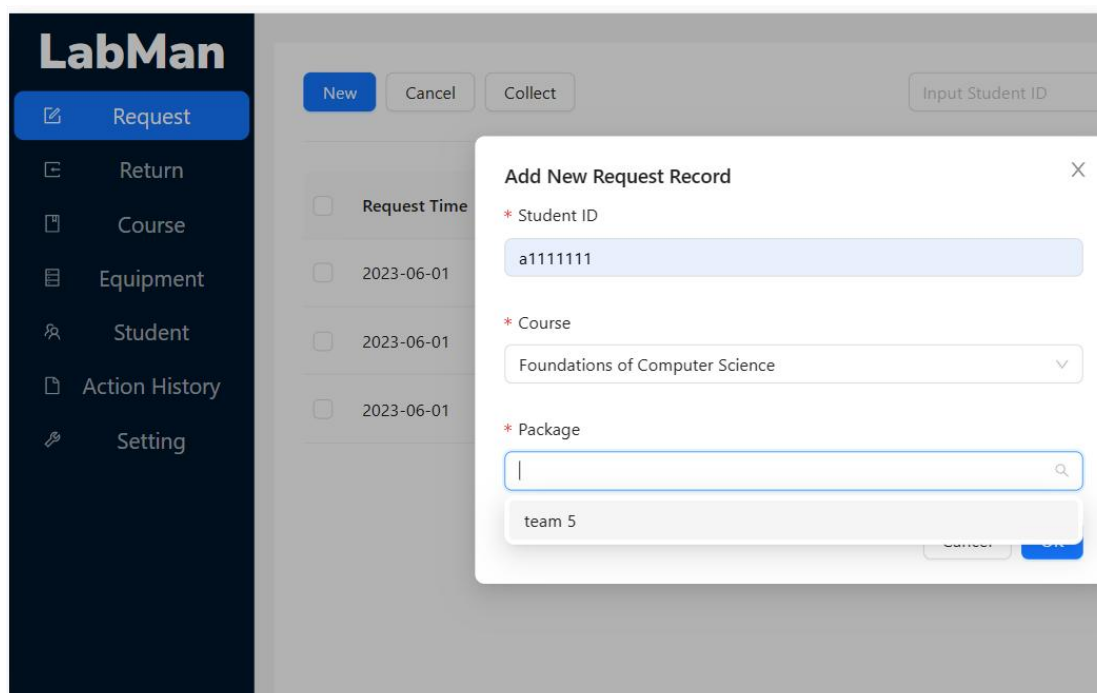 LabMan
Request
Return
Course
Equipment
Student
Action History
Setting
New Cancel Collect Input Student ID
Request Time
2023-06-01
2023-06-01
2023-06-01
Add New Request Record
* Student ID
a1111111
* Course
Foundations of Computer Science
* Package
team 5
Cancel OK